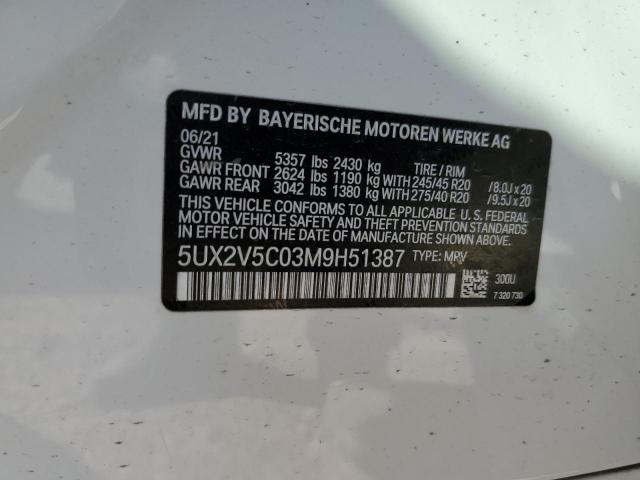 MFD BY BAYERISCHE MOTOREN WERKE AG
06/21
GVWR 5357 lbs 2430 kg TIRE / RIM
GAWR FRONT 2624 lbs 1190 kg WITH 245/45 R20 /8.0J x 20
GAWR REAR 3042 lbs 1380 kg WITH 275/40 R20 /9.5J x 20
THIS VEHICLE CONFORMS TO ALL APPLICABLE U. S. FEDERAL
MOTOR VEHICLE SAFETY AND THEFT PREVENTION STANDARDS
IN EFFECT ON THE DATE OF MANUFACTURE SHOWN ABOVE.
5UX2V5C03M9H51387 TYPE: MPV
300U
7 320 730